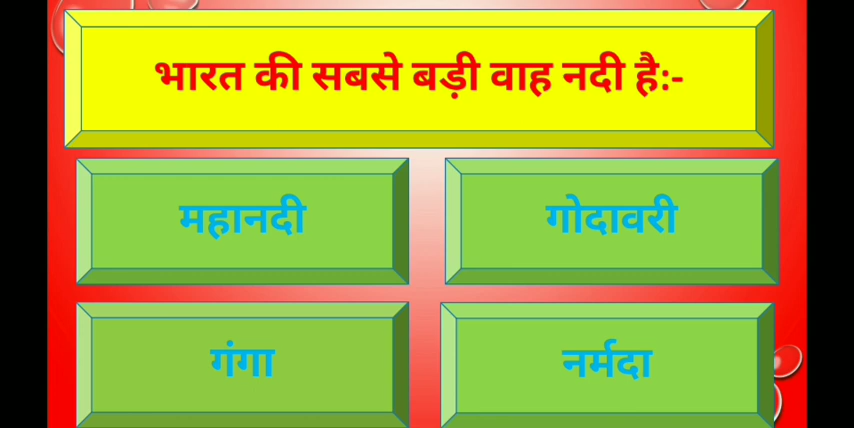 भारत की सबसे बड़ी वाह नदी है:-
महानदी
गोदावरी
गंगा
नर्मदा